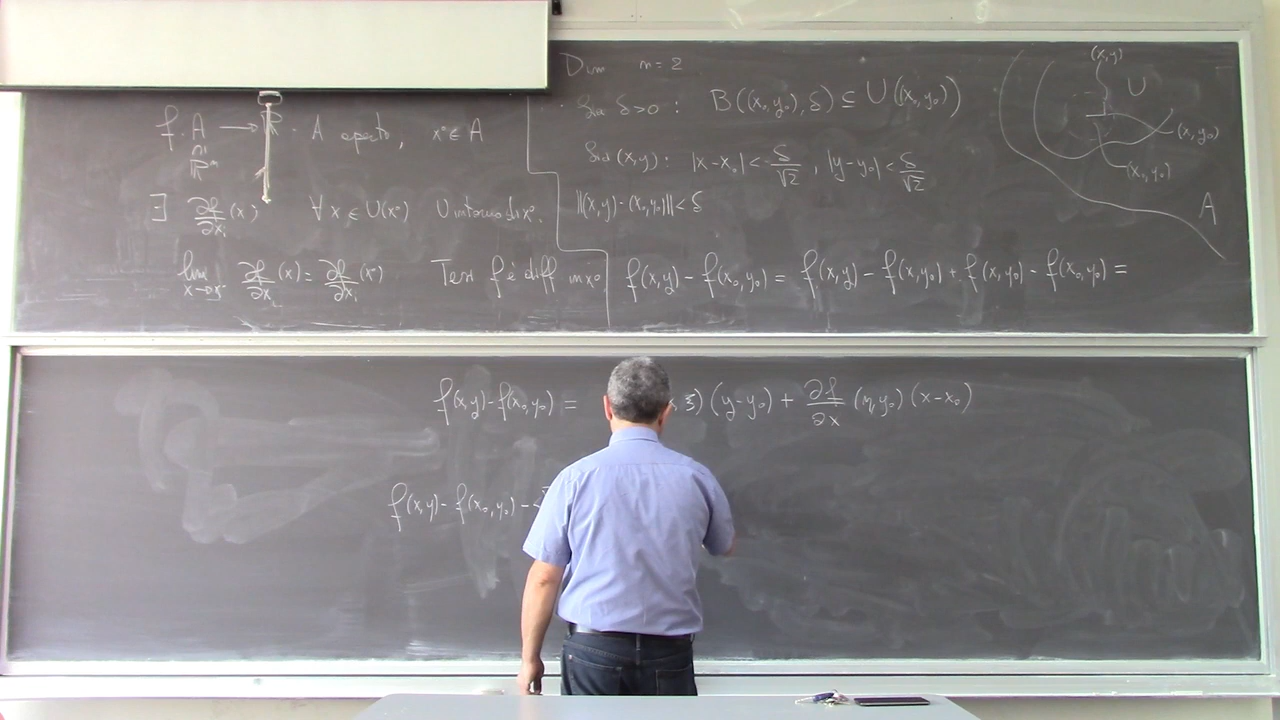 f: A → ℝ · A aperto, x° ∈ A
∩|
ℝⁿ
∃ ∂f/∂xᵢ (x) ∀ x ∈ U(x°) U intorno di x°.
lim x→x° ∂f/∂xᵢ (x) = ∂f/∂xᵢ (x°) Tesi f è diff in x°
Dim n=2
Sia δ>0 : B((x₀,y₀),δ) ⊆ U((x₀,y₀))
Sia (x,y): |x-x₀| < δ/√2 , |y-y₀| < δ/√2
||(x,y)-(x₀,y₀)|| < δ
f(x,y) - f(x₀,y₀) = f(x,y) - f(x,y₀) + f(x,y₀) - f(x₀,y₀) =
(x,y)
U
(x,y₀)
(x₀,y₀)
A
f(x,y)-f(x₀,y₀) = x,ξ)(y-y₀) + ∂f/∂x (η,y₀)(x-x₀)
f(x,y)- f(x₀,y₀) - <